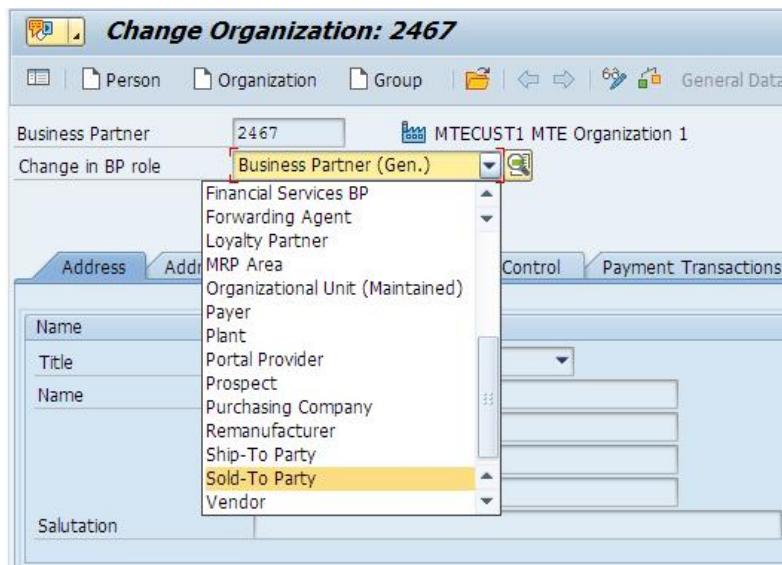 Change Organization: 2467
Person Organization Group General Data
Business Partner 2467 MTECUST1 MTE Organization 1
Change in BP role Business Partner (Gen.)
Financial Services BP
Forwarding Agent
Loyalty Partner
MRP Area
Organizational Unit (Maintained)
Payer
Plant
Portal Provider
Prospect
Purchasing Company
Remanufacturer
Ship-To Party
Sold-To Party
Vendor
Address Addr Control Payment Transactions
Name
Title
Name
Salutation